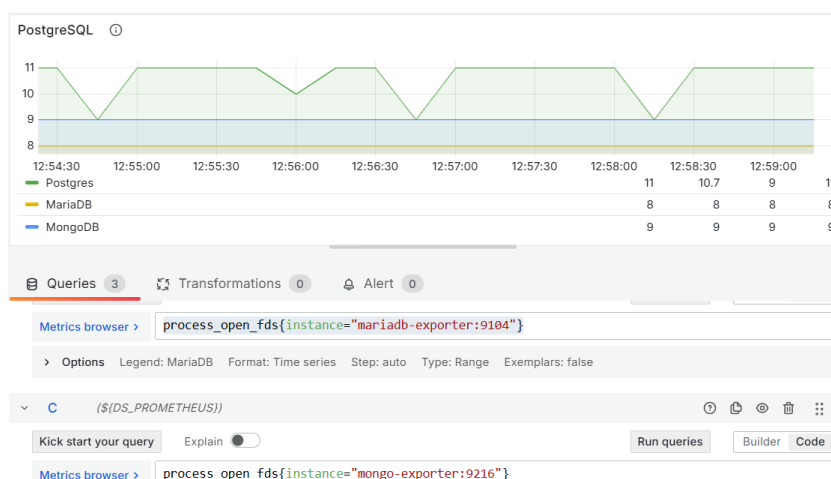 PostgreSQL
11
10
9
8
12:54:30 12:55:00 12:55:30 12:56:00 12:56:30 12:57:00 12:57:30 12:58:00 12:58:30 12:59:00
Postgres 11 10.7 9
MariaDB 8 8 8
MongoDB 9 9 9
Queries 3 Transformations 0 Alert 0
Metrics browser > process_open_fds{instance="mariadb-exporter:9104"}
> Options Legend: MariaDB Format: Time series Step: auto Type: Range Exemplars: false
C (${DS_PROMETHEUS})
Kick start your query Explain Run queries Builder Code
Metrics browser > process_open_fds{instance="mongo-exporter:9216"}